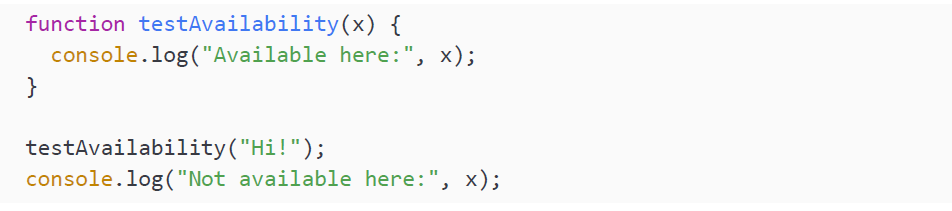 function testAvailability(x) {
  console.log("Available here:", x);
}
testAvailability("Hi!");
console.log("Not available here:", x);